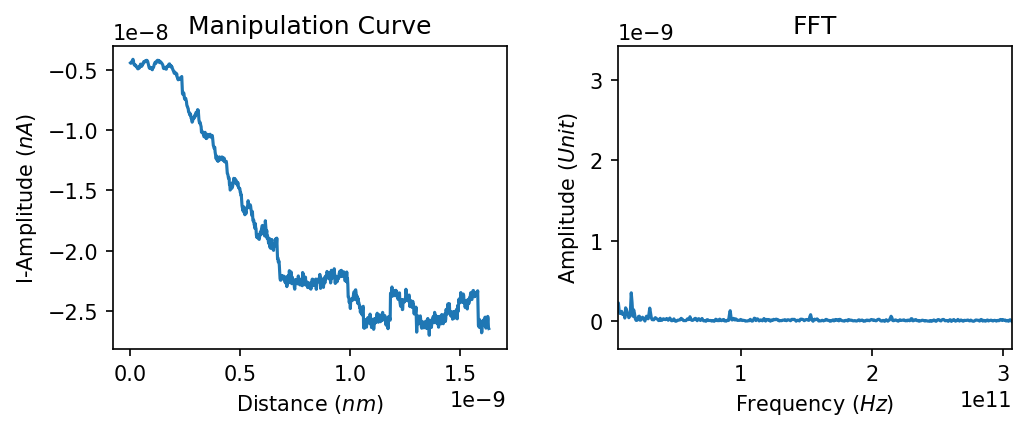 Manipulation Curve
1e−8
−0.5
−1.0
−1.5
−2.0
−2.5
I-Amplitude (nA)
0.0 0.5 1.0 1.5
1e−9
Distance (nm)
FFT
1e−9
3
2
1
0
Amplitude (Unit)
1 2 3
1e11
Frequency (Hz)